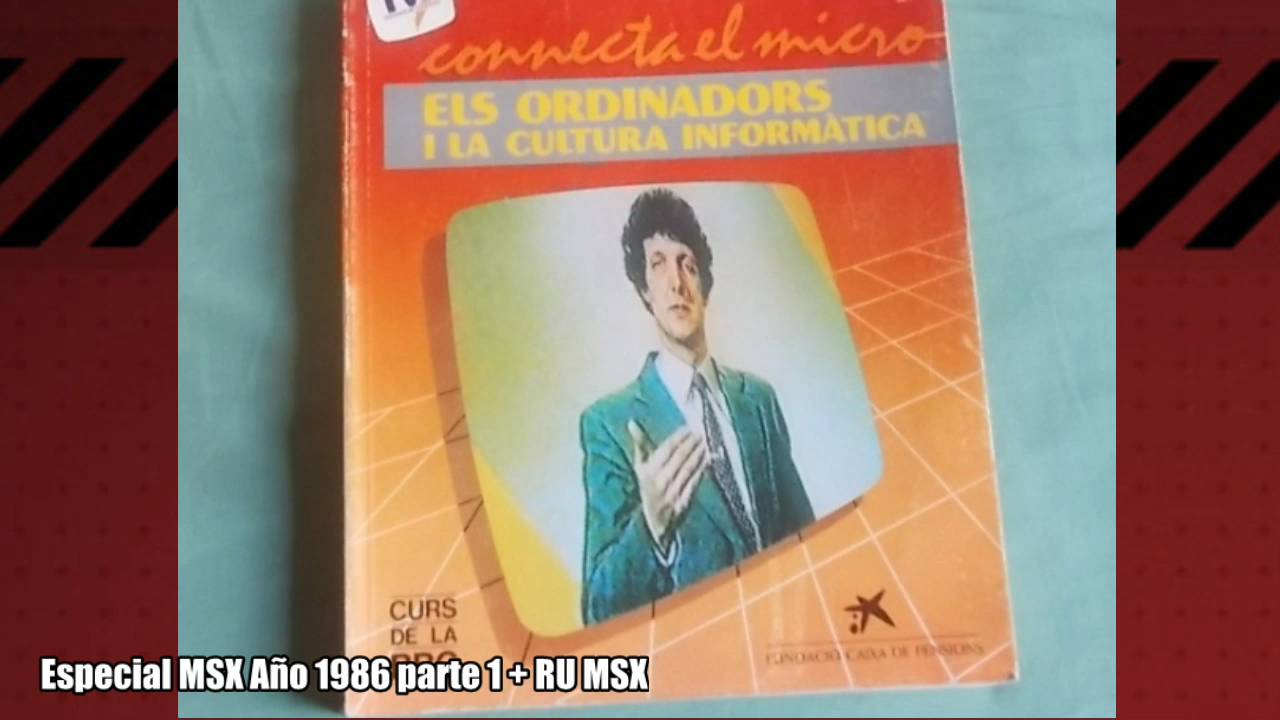 connecta el micro
ELS ORDINADORS
I LA CULTURA INFORMÀTICA
CURS
DE LA
BBC
FUNDACIÓ CAIXA DE PENSIONS
Especial MSX Año 1986 parte 1 + RU MSX